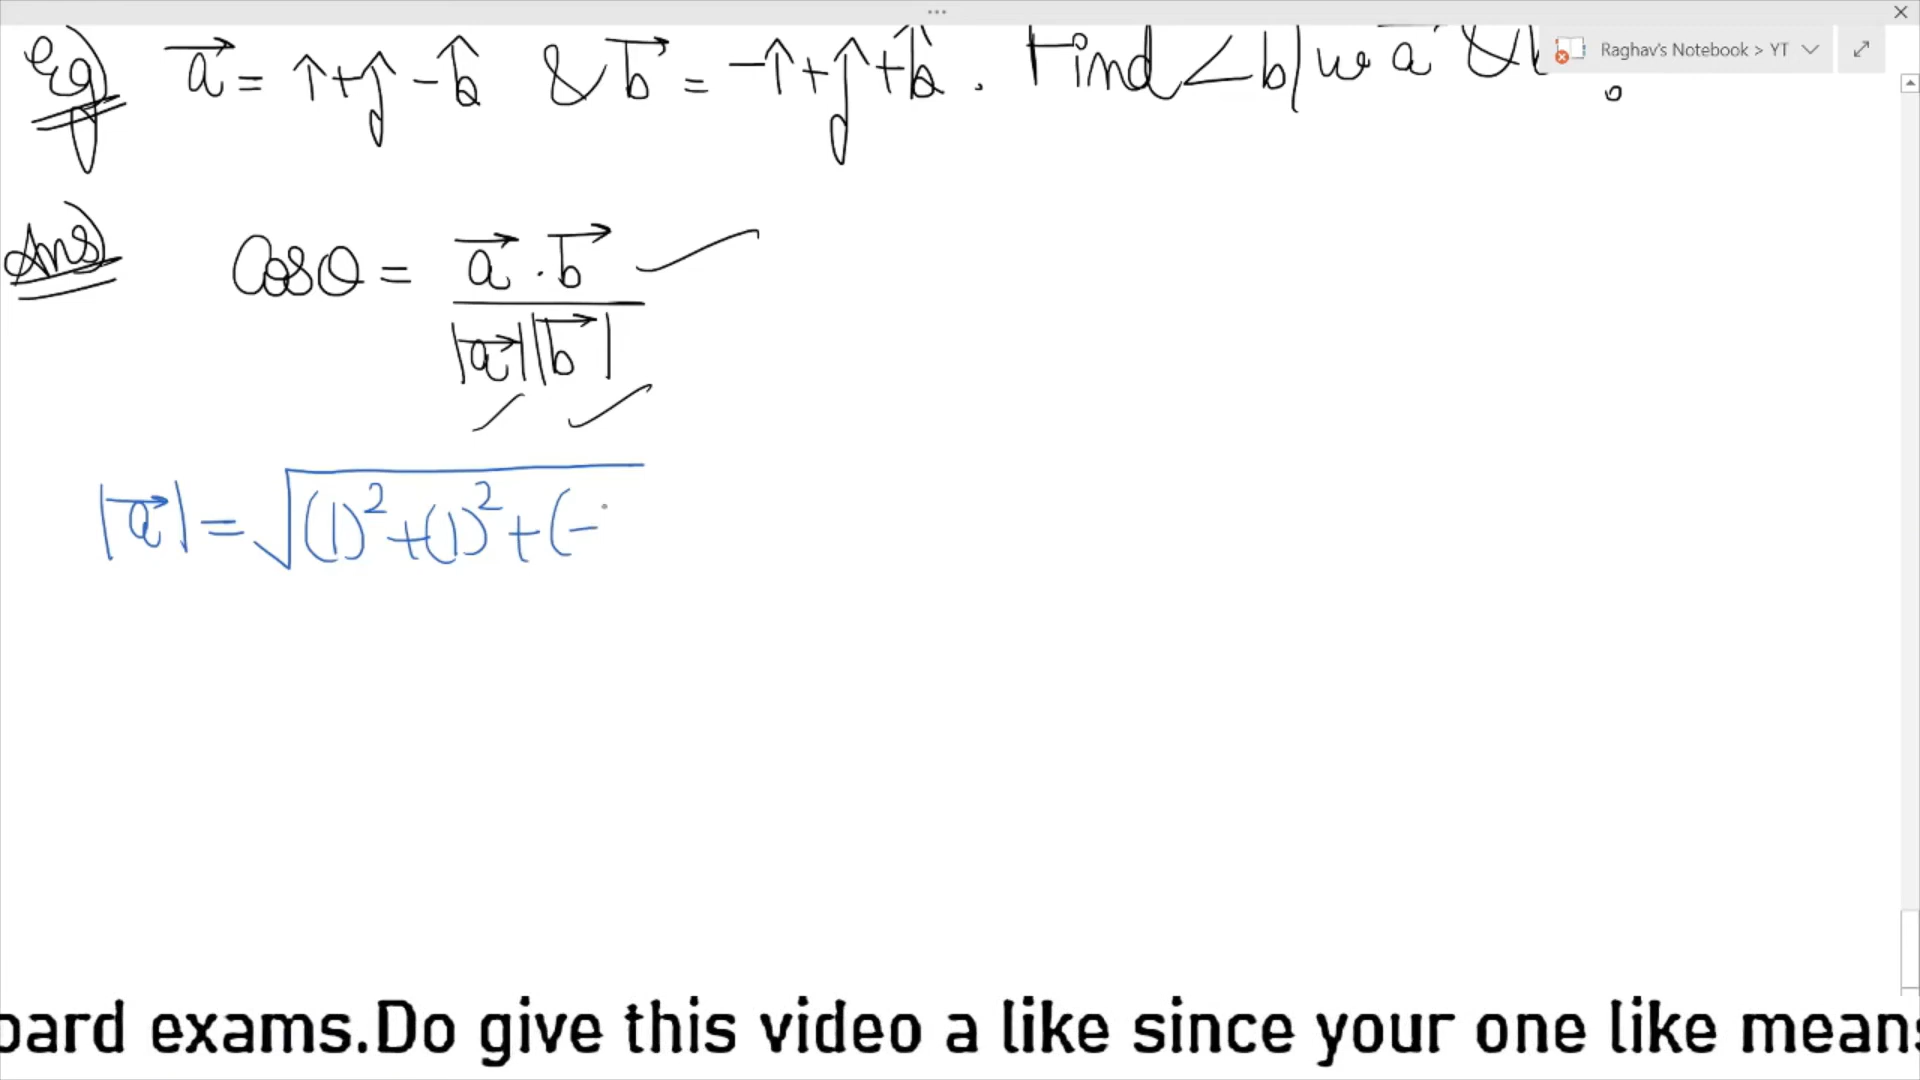 eg) a⃗ = î+ĵ-k̂ & b⃗ = -î+ĵ+k̂. Find ∠ b/w a⃗ &
Raghav's Notebook > YT
Ans) Cosθ = a⃗ . b⃗
|a⃗||b⃗|
|a⃗| = √(1)²+(1)²+(-
oard exams.Do give this video a like since your one like means